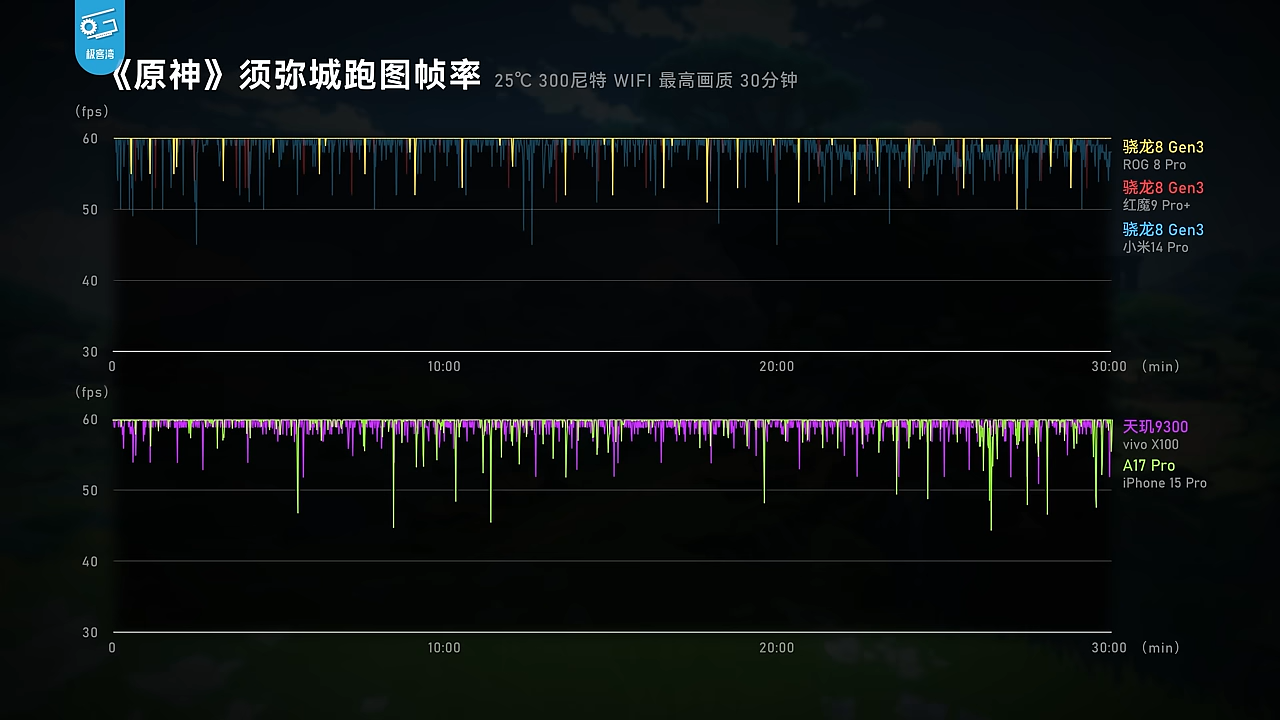 极客湾
《原神》须弥城跑图帧率 25℃ 300尼特 WIFI 最高画质 30分钟
(fps)
60
50
40
30
0 10:00 20:00 30:00 (min)
骁龙8 Gen3
ROG 8 Pro
骁龙8 Gen3
红魔9 Pro+
骁龙8 Gen3
小米14 Pro
(fps)
60
50
40
30
0 10:00 20:00 30:00 (min)
天玑9300
vivo X100
A17 Pro
iPhone 15 Pro